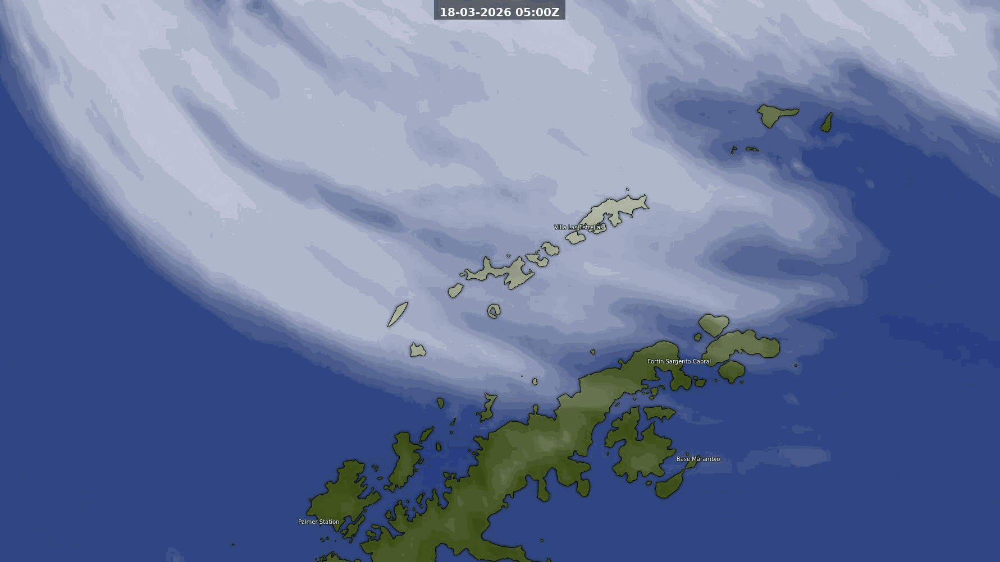 18-03-2026 05:00Z
Villa Las Estrellas
Fortín Sargento Cabral
Base Marambio
Palmer Station